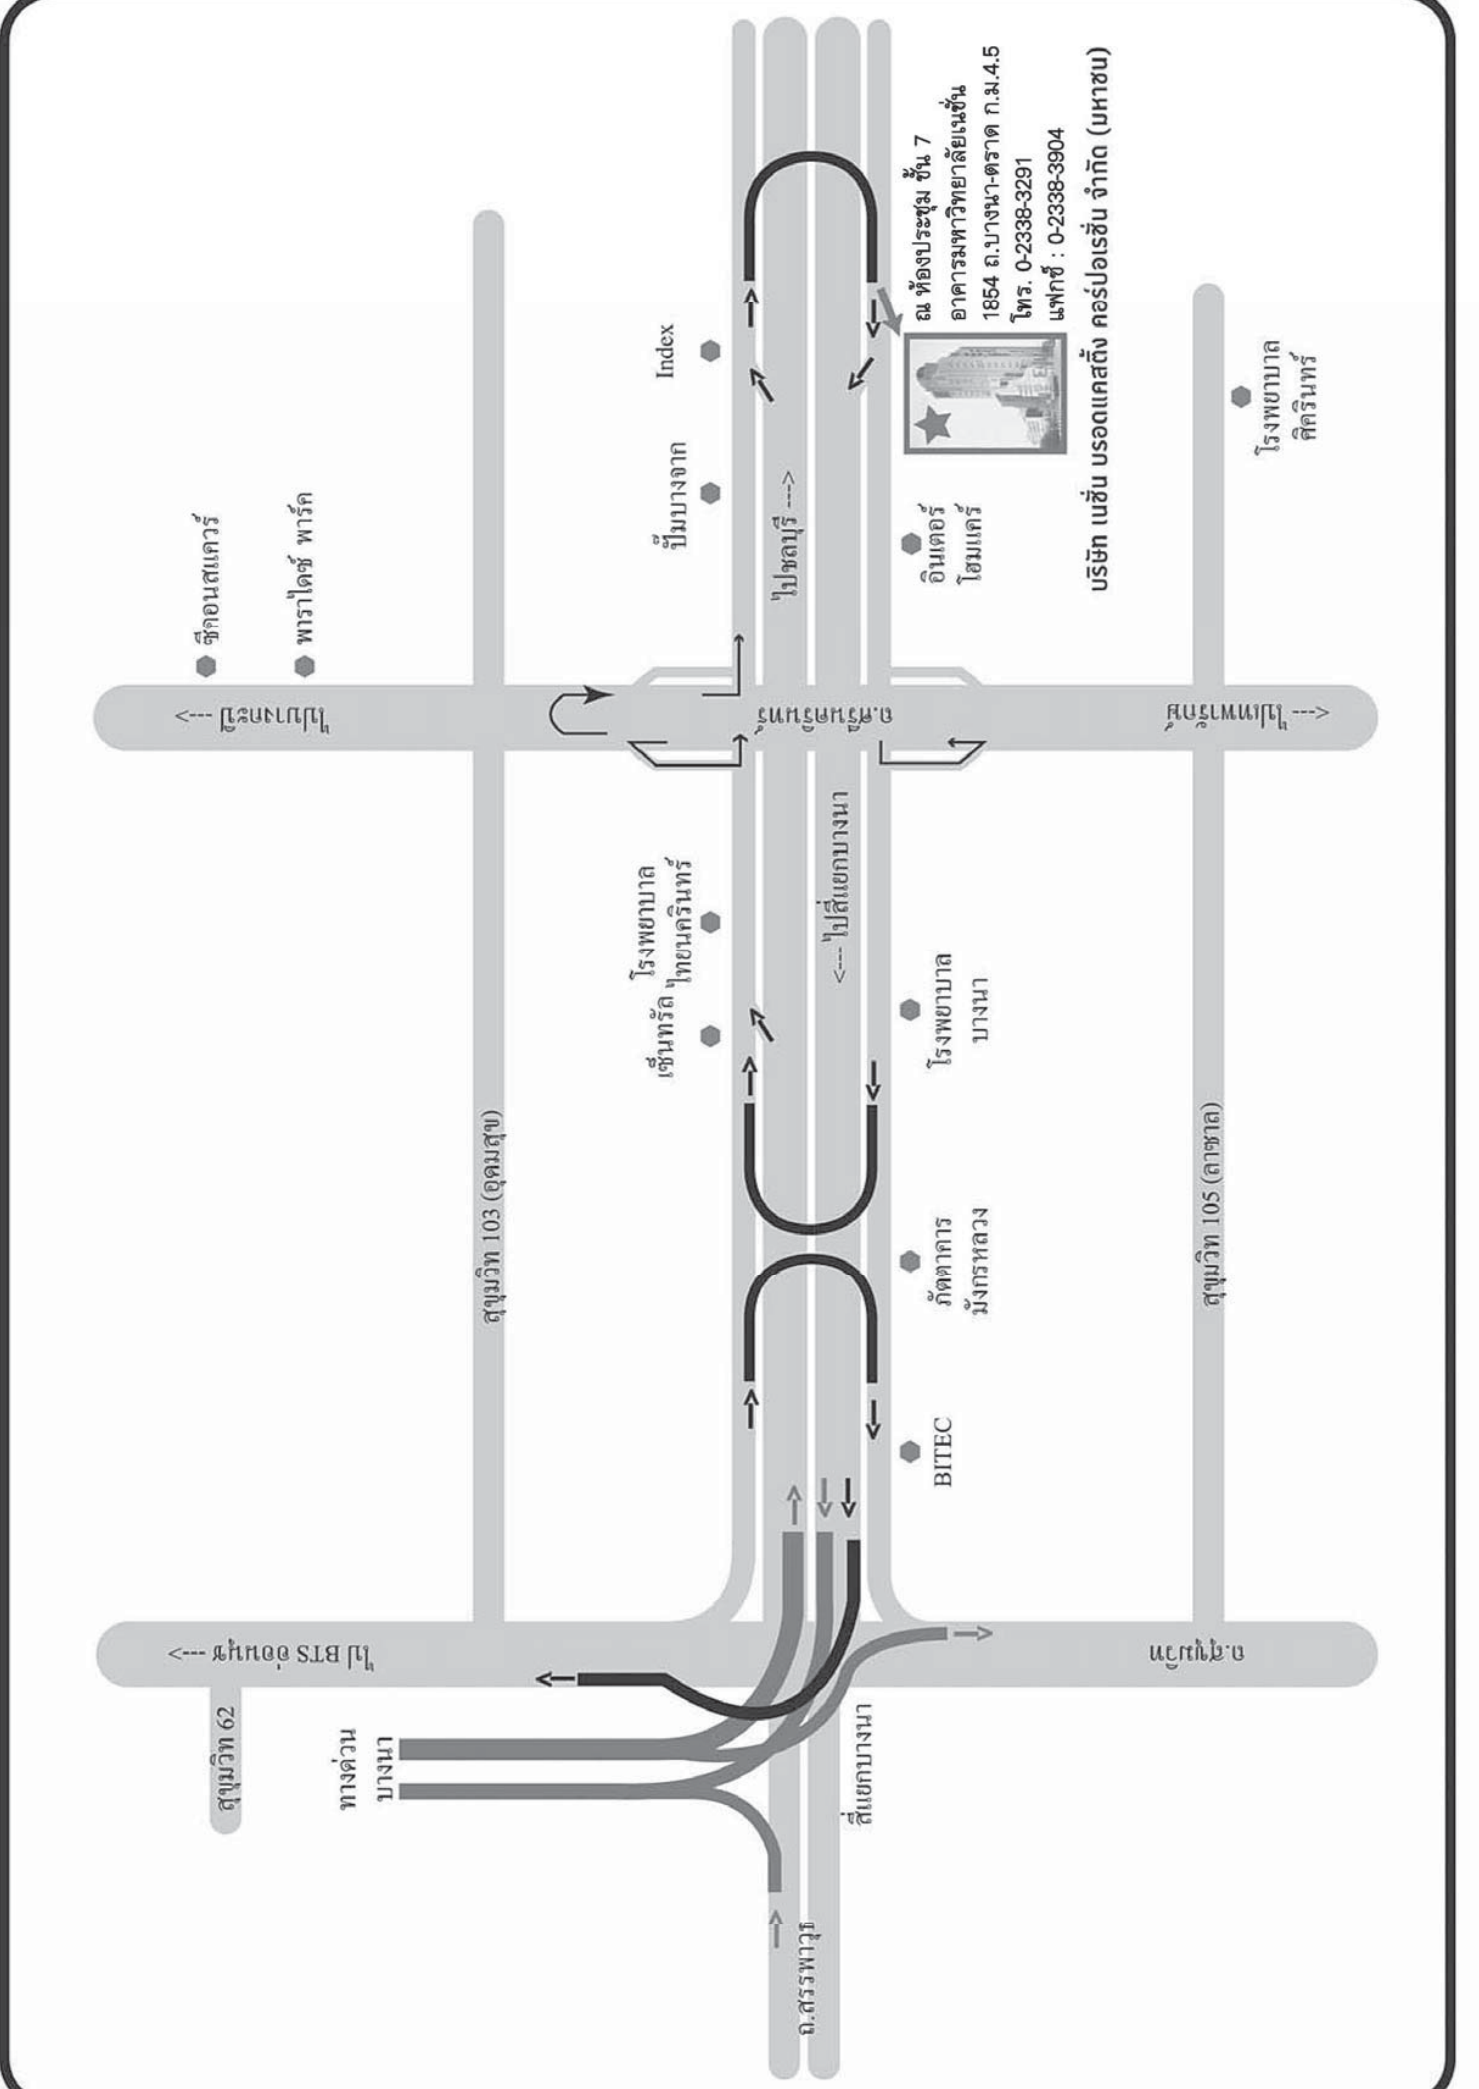 ซีคอนสแควร์
พาราไดซ์ พาร์ค
<--- ไปบางกะปิ
Index
ปั๊มบางจาก
ไปชลบุรี --->
ณ ห้องประชุม ชั้น 7
อาคารมหาวิทยาลัยเนชั่น
1854 ถ.บางนา-ตราด ก.ม.4.5
โทร. 0-2338-3291
แฟกซ์ : 0-2338-3904
บริษัท เนชั่น บรอดแคสติ้ง คอร์ปอเรชั่น จำกัด (มหาชน)
อินเตอร์
โฮมแคร์
โรงพยาบาล
ศิครินทร์
ถ.ศรีนครินทร์
ไปเทพารักษ์ --->
สุขุมวิท 103 (อุดมสุข)
โรงพยาบาล
ไทยนครินทร์
เซ็นทรัล
<--- ไปสี่แยกบางนา
โรงพยาบาล
บางนา
ภัตตาคาร
มังกรหลวง
BITEC
สุขุมวิท 105 (ลาซาล)
<--- ไป BTS อ่อนนุช
ถ.สุขุมวิท
สุขุมวิท 62
ทางด่วน
บางนา
สี่แยกบางนา
ถ.สรรพาวุธ